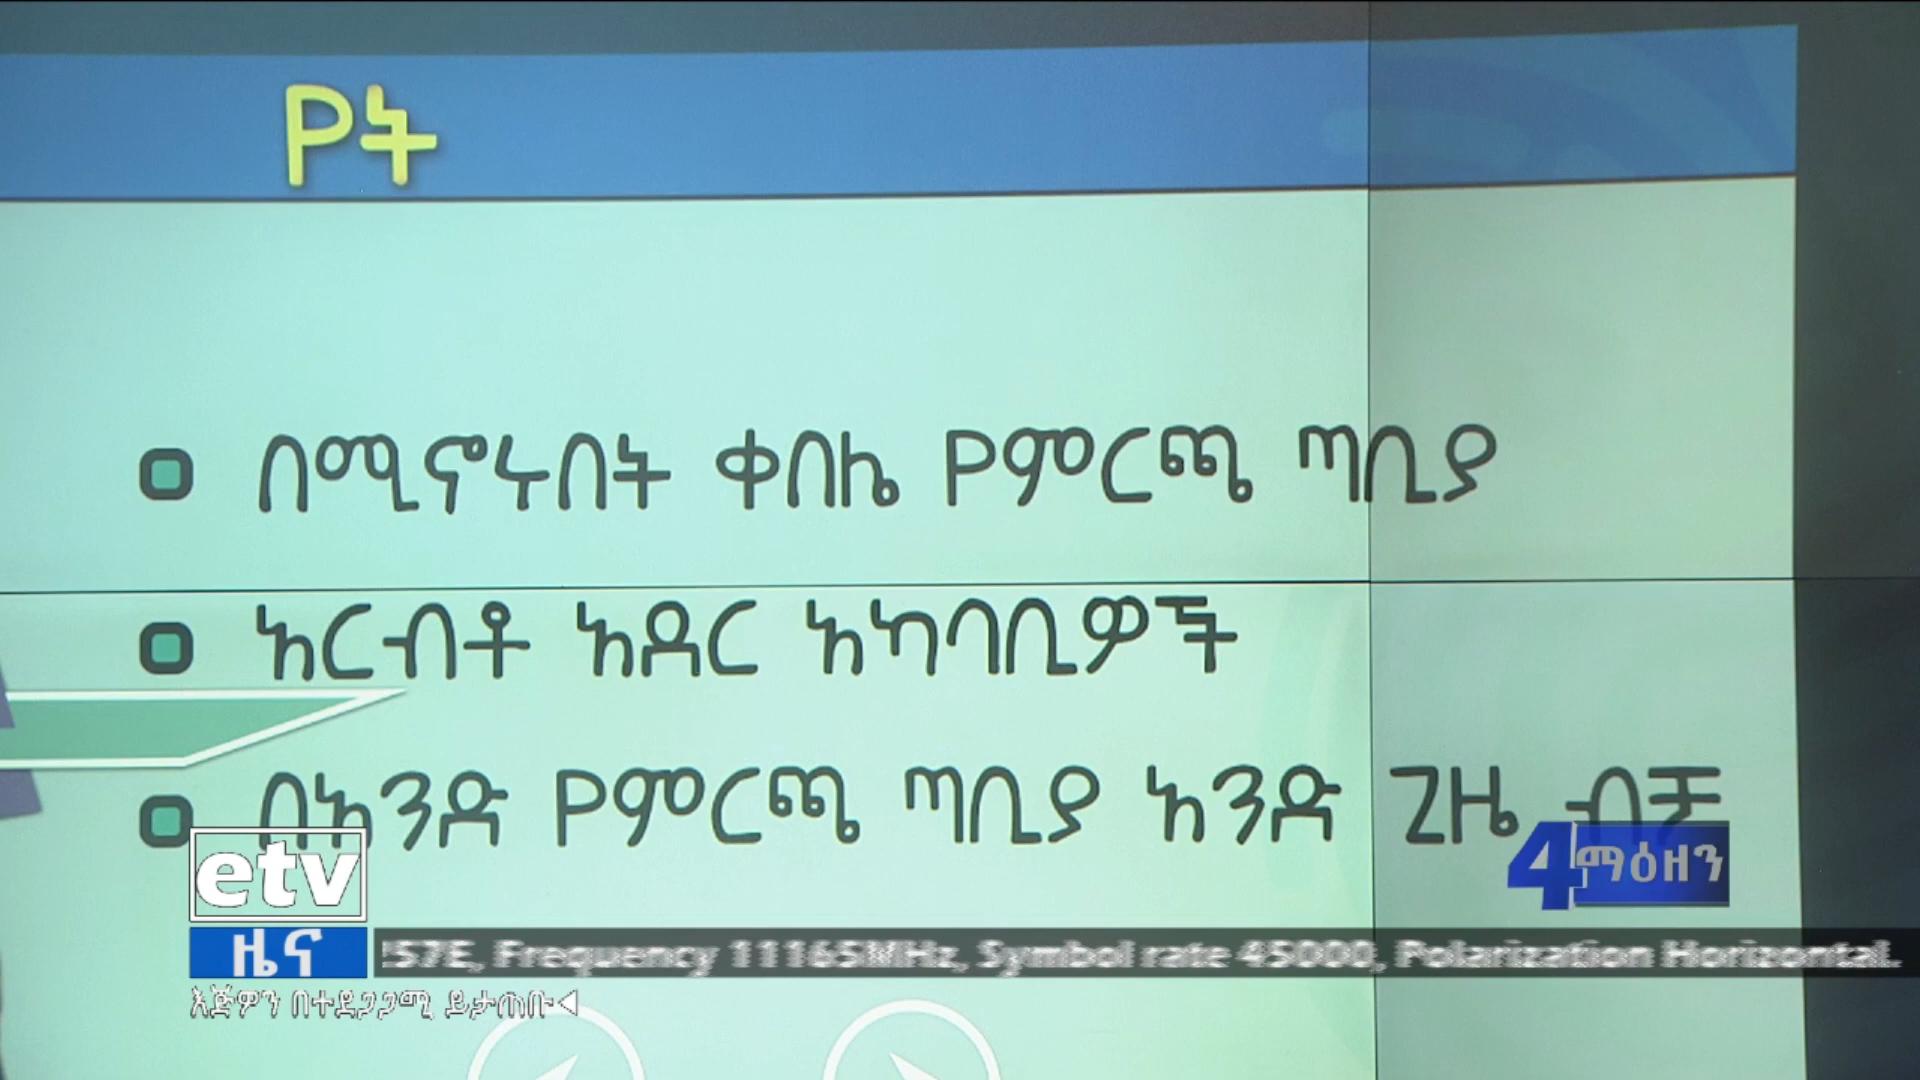 የት
በሚኖሩበት ቀበሌ የምርጫ ጣቢያ
አርብቶ አደር አካባቢዎች
በአንድ የምርጫ ጣቢያ አንድ ጊዜ ብቻ
etv
4 ማዕዘን
ዜና
57E, Frequency 11165MHz, Symbol rate 45000, Polarization Horizontal.
እጅዎን በተደጋጋሚ ይታጠቡ